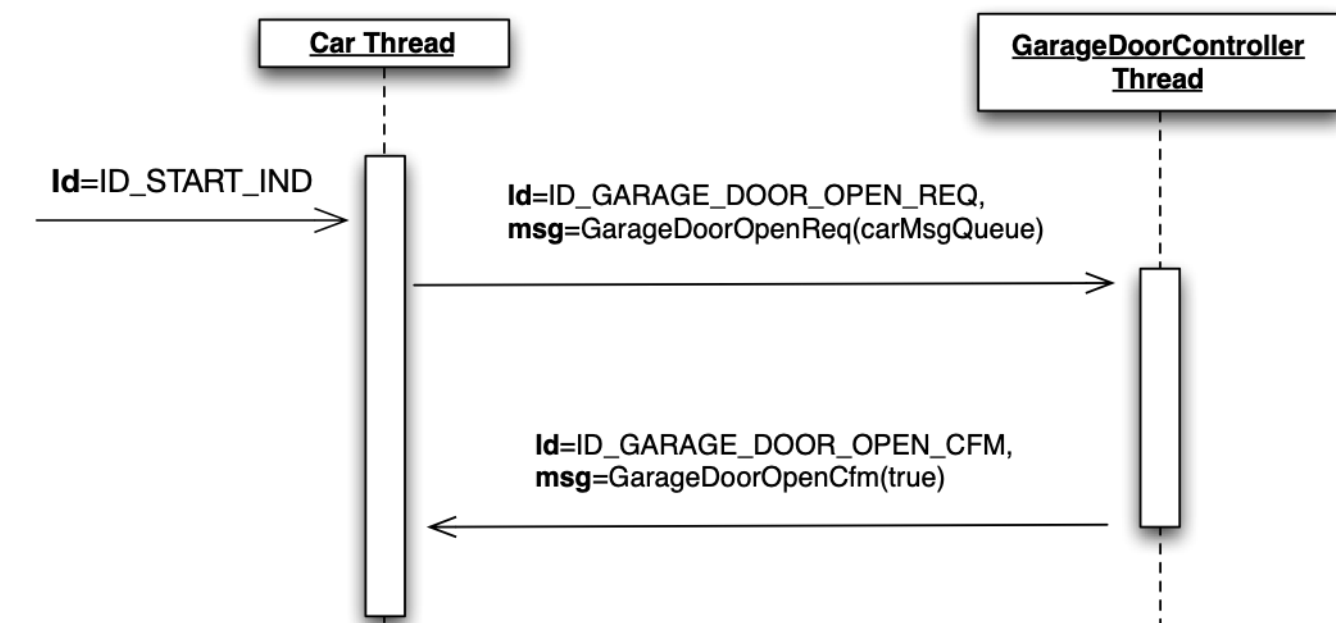 Car Thread
GarageDoorController
Thread
Id=ID_START_IND
Id=ID_GARAGE_DOOR_OPEN_REQ,
msg=GarageDoorOpenReq(carMsgQueue)
Id=ID_GARAGE_DOOR_OPEN_CFM,
msg=GarageDoorOpenCfm(true)